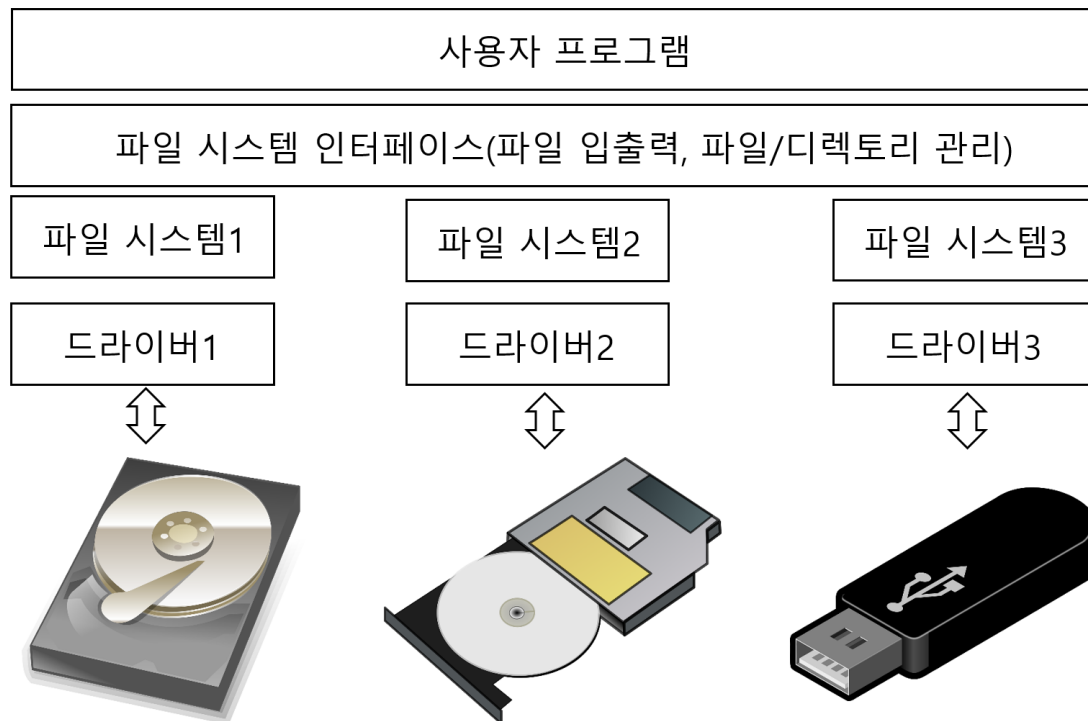 사용자 프로그램
파일 시스템 인터페이스(파일 입출력, 파일/디렉토리 관리)
파일 시스템1
파일 시스템2
파일 시스템3
드라이버1
드라이버2
드라이버3